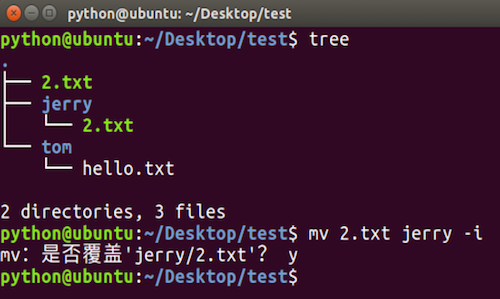 python@ubuntu: ~/Desktop/test
python@ubuntu:~/Desktop/test$ tree
.
├── 2.txt
├── jerry
│   └── 2.txt
└── tom
    └── hello.txt
2 directories, 3 files
python@ubuntu:~/Desktop/test$ mv 2.txt jerry -i
mv: 是否覆盖'jerry/2.txt'? y
python@ubuntu:~/Desktop/test$